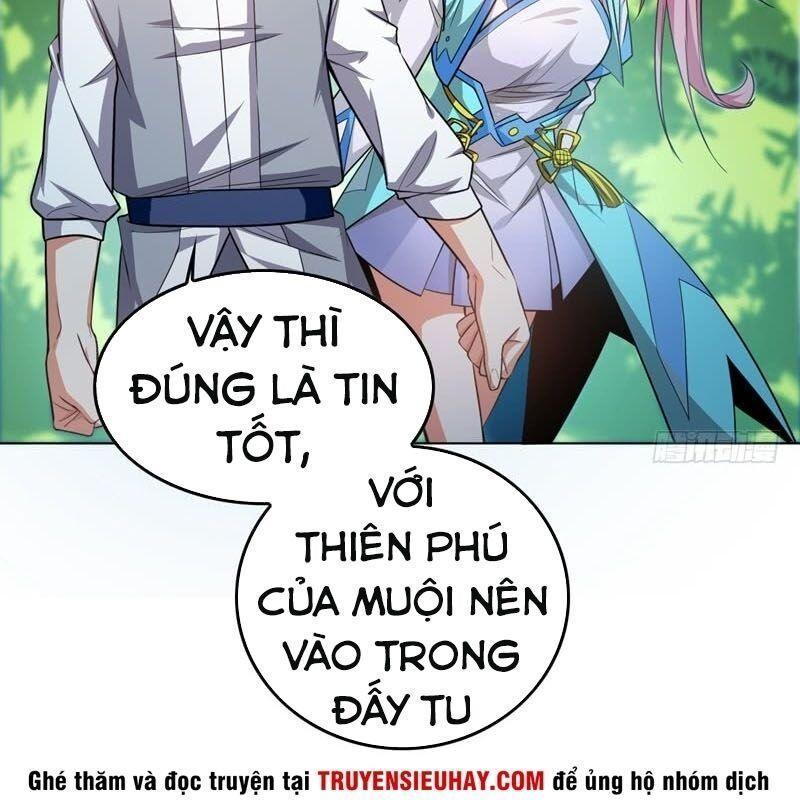 VẬY THÌ
ĐÚNG LÀ TIN
TỐT,
VỚI
THIÊN PHÚ
CỦA MUỘI NÊN
VÀO TRONG
ĐẤY TU
Ghé thăm và đọc truyện tại TRUYENSIEUHAY.COM để ủng hộ nhóm dịch